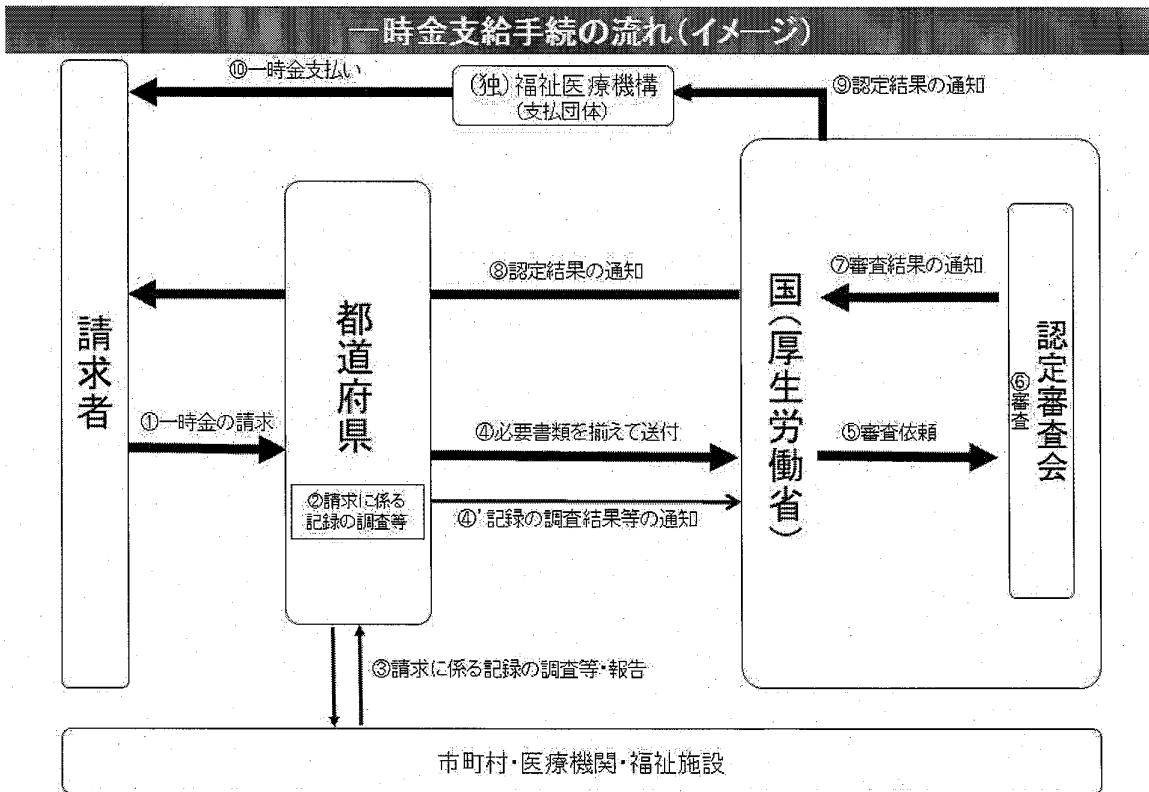 一時金支給手続の流れ(イメージ)
⑩一時金支払い
(独)福祉医療機構
(支払団体)
⑨認定結果の通知
請求者
都道府県
⑧認定結果の通知
国(厚生労働省)
⑦審査結果の通知
認定審査会
⑥審査
①一時金の請求
④必要書類を揃えて送付
⑤審査依頼
②請求に係る
記録の調査等
④'記録の調査結果等の通知
③請求に係る記録の調査等・報告
市町村・医療機関・福祉施設